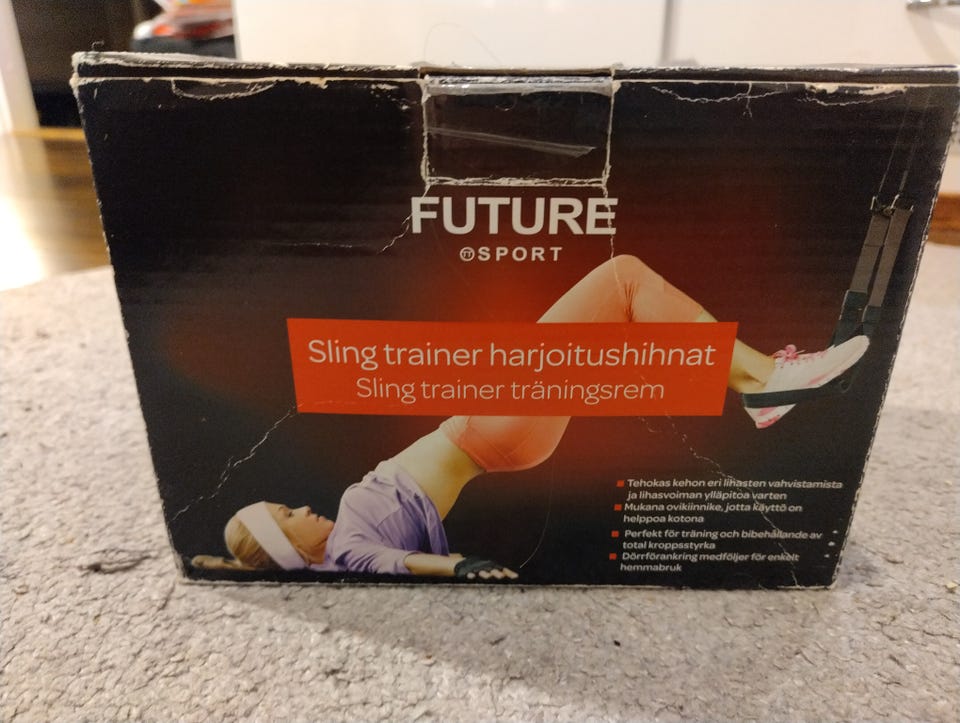 FUTURE
SPORT
Sling trainer harjoitushihnat
Sling trainer träningsrem
Tehokas kehon eri lihasten vahvistamista
ja lihasvoiman ylläpitoa varten
Mukana ovikiinnike, jotta käyttö on
helppoa kotona
Perfekt för träning och bibehållande av
total kroppsstyrka
Dörrförankring medföljer för enkelt
hemmabruk